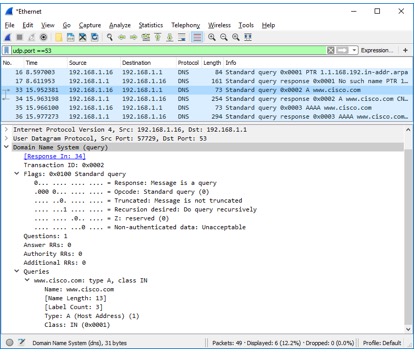 *Ethernet
File Edit View Go Capture Analyze Statistics Telephony Wireless Tools Help
udp.port ==53
Expression... +
No. Time Source Destination Protocol Length Info
16 8.597003 192.168.1.16 192.168.1.1 DNS 84 Standard query 0x0001 PTR 1.1.168.192.in-addr.arpa
17 8.611953 192.168.1.1 192.168.1.16 DNS 161 Standard query response 0x0001 No such name PTR 1...
33 15.952381 192.168.1.16 192.168.1.1 DNS 73 Standard query 0x0002 A www.cisco.com
34 15.963198 192.168.1.1 192.168.1.16 DNS 254 Standard query response 0x0002 A www.cisco.com CN...
35 15.966100 192.168.1.16 192.168.1.1 DNS 73 Standard query 0x0003 AAAA www.cisco.com
36 15.977273 192.168.1.1 192.168.1.16 DNS 294 Standard query response 0x0003 AAAA www.cisco.com...
Internet Protocol Version 4, Src: 192.168.1.16, Dst: 192.168.1.1
User Datagram Protocol, Src Port: 57729, Dst Port: 53
Domain Name System (query)
[Response In: 34]
Transaction ID: 0x0002
Flags: 0x0100 Standard query
0... .... .... .... = Response: Message is a query
.000 0... .... .... = Opcode: Standard query (0)
.... ..0. .... .... = Truncated: Message is not truncated
.... ...1 .... .... = Recursion desired: Do query recursively
.... .... .0.. .... = Z: reserved (0)
.... .... ...0 .... = Non-authenticated data: Unacceptable
Questions: 1
Answer RRs: 0
Authority RRs: 0
Additional RRs: 0
Queries
www.cisco.com: type A, class IN
Name: www.cisco.com
[Name Length: 13]
[Label Count: 3]
Type: A (Host Address) (1)
Class: IN (0x0001)
Domain Name System (dns), 31 bytes
Packets: 49 · Displayed: 6 (12.2%) · Dropped: 0 (0.0%)
Profile: Default